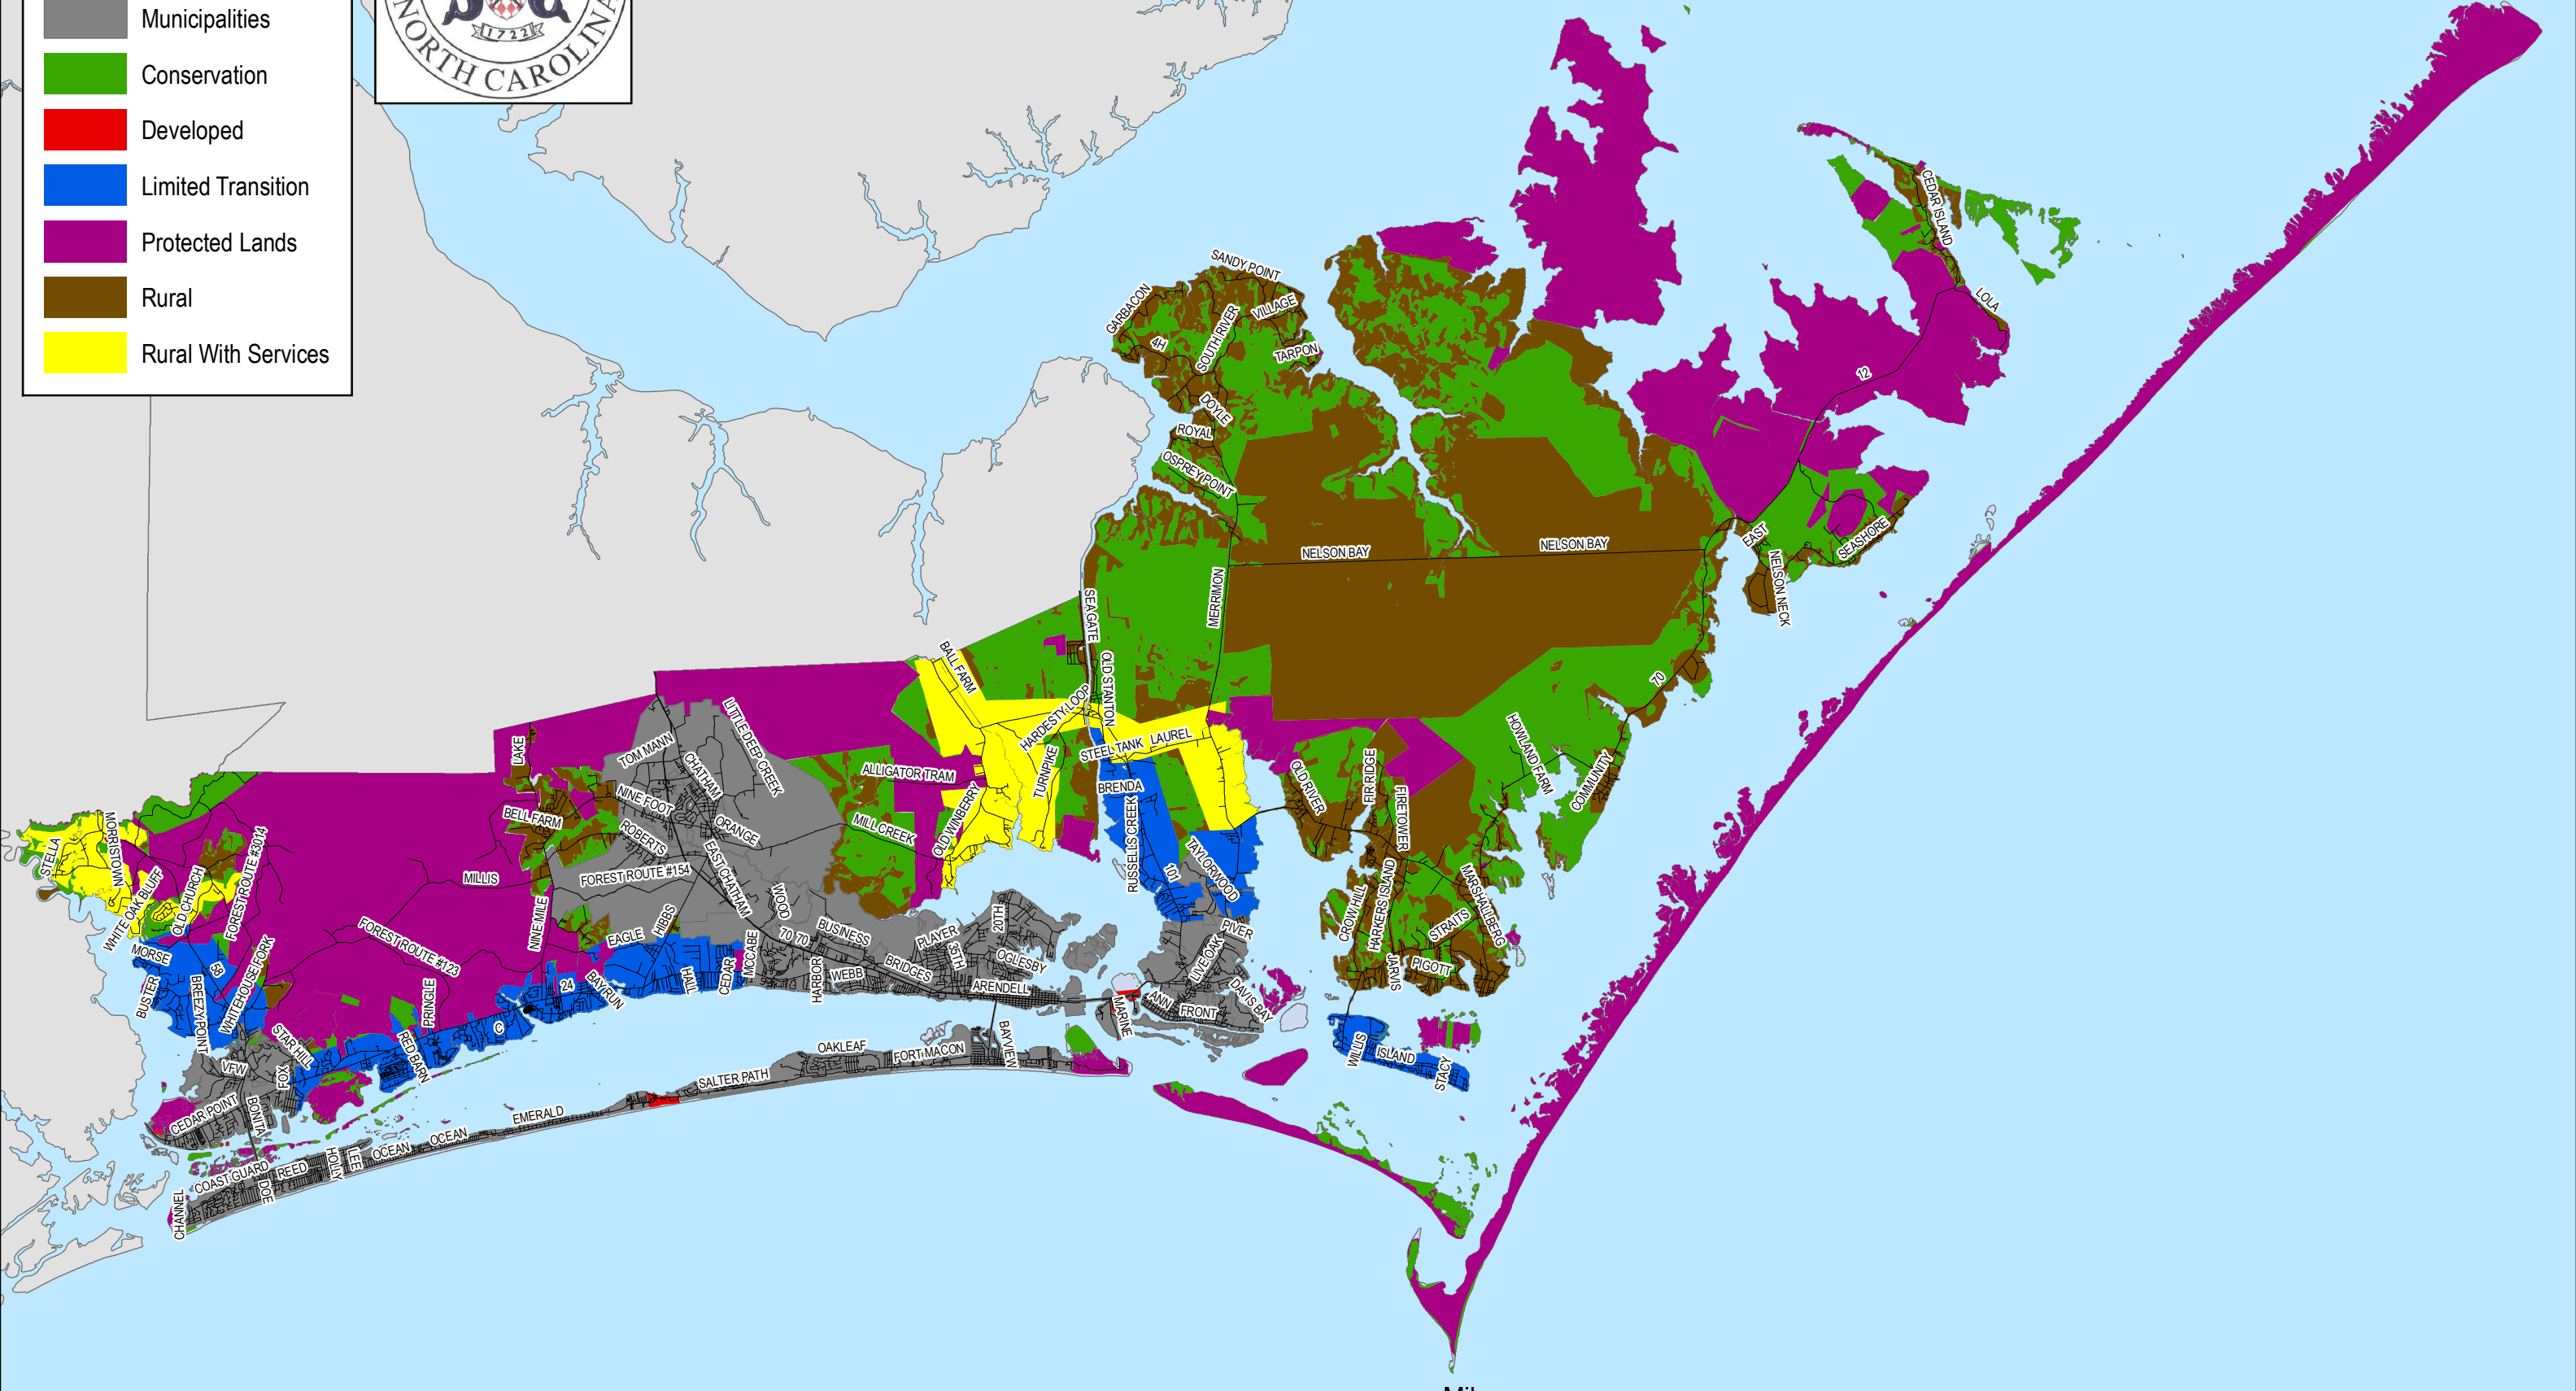 Municipalities
Conservation
Developed
Limited Transition
Protected Lands
Rural
Rural With Services
1722
NORTH CAROLINA
CEDAR ISLAND
LOLA
12
SANDY POINT
GARBACON
VILLAGE
SOUTH RIVER
4H
TARPON
DOYLE
ROYAL
OSPREY POINT
NELSON BAY
NELSON BAY
EAST
SEASHORE
NELSON NECK
MERRIMON
SEA GATE
OLD STANTON
BALL FARM
HARDESTY LOOP
70
LITTLE DEEP CREEK
TOM MANN
LAKE
CHATHAM
STEEL TANK
LAUREL
HOWLAND FARM
TURNPIKE
ALLIGATOR TRAM
BRENDA
OLD RIVER
FIR RIDGE
COMMUNITY
NINE FOOT
BELL FARM
ORANGE
ROBERTS
MILL CREEK
OLD WINBERRY
RUSSELLS CREEK
FIRETOWER
MORRISTOWN
STELLA
FOREST ROUTE #3014
MILLIS
FOREST ROUTE #154
EAST CHATHAM
WOOD
101
TAYLORWOOD
MARSHALLBERG
WHITE OAK BLUFF
OLD CHURCH
NINE MILE
HIBBS
EAGLE
20TH
CROW HILL
HARKERS ISLAND
STRAITS
FOREST ROUTE #123
70 70
BUSINESS
PLAYER
35TH
OGLESBY
PIVER
LIVE OAK
MORSE
58
WHITEHOUSE FORK
MCCABE
CEDAR
HALL
HARBOR
WEBB
BRIDGES
ARENDELL
JARVIS
PIGOTT
BUSTER
BREEZY POINT
PRINGLE
24
BAYRUN
MARINE
ANN
FRONT
DAVIS BAY
C
STAR HILL
RED BARN
BAYVIEW
OAKLEAF
FORT MACON
WILLIS
ISLAND
STACY
VFW
FOX
SALTER PATH
CEDAR POINT
BONITA
EMERALD
OCEAN
OCEAN
LEE
HOLLY
REED
COAST GUARD
DOE
CHANNEL